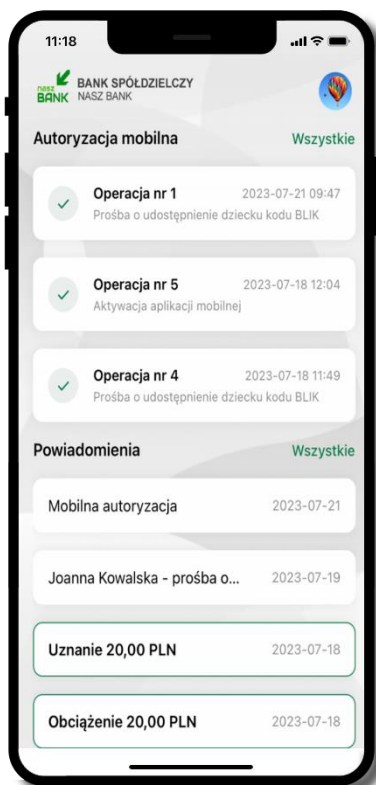 11:18
nasz BANK
BANK SPÓŁDZIELCZY
NASZ BANK
Autoryzacja mobilna Wszystkie
Operacja nr 1 2023-07-21 09:47
Prośba o udostępnienie dziecku kodu BLIK
Operacja nr 5 2023-07-18 12:04
Aktywacja aplikacji mobilnej
Operacja nr 4 2023-07-18 11:49
Prośba o udostępnienie dziecku kodu BLIK
Powiadomienia Wszystkie
Mobilna autoryzacja 2023-07-21
Joanna Kowalska - prośba o... 2023-07-19
Uznanie 20,00 PLN 2023-07-18
Obciążenie 20,00 PLN 2023-07-18